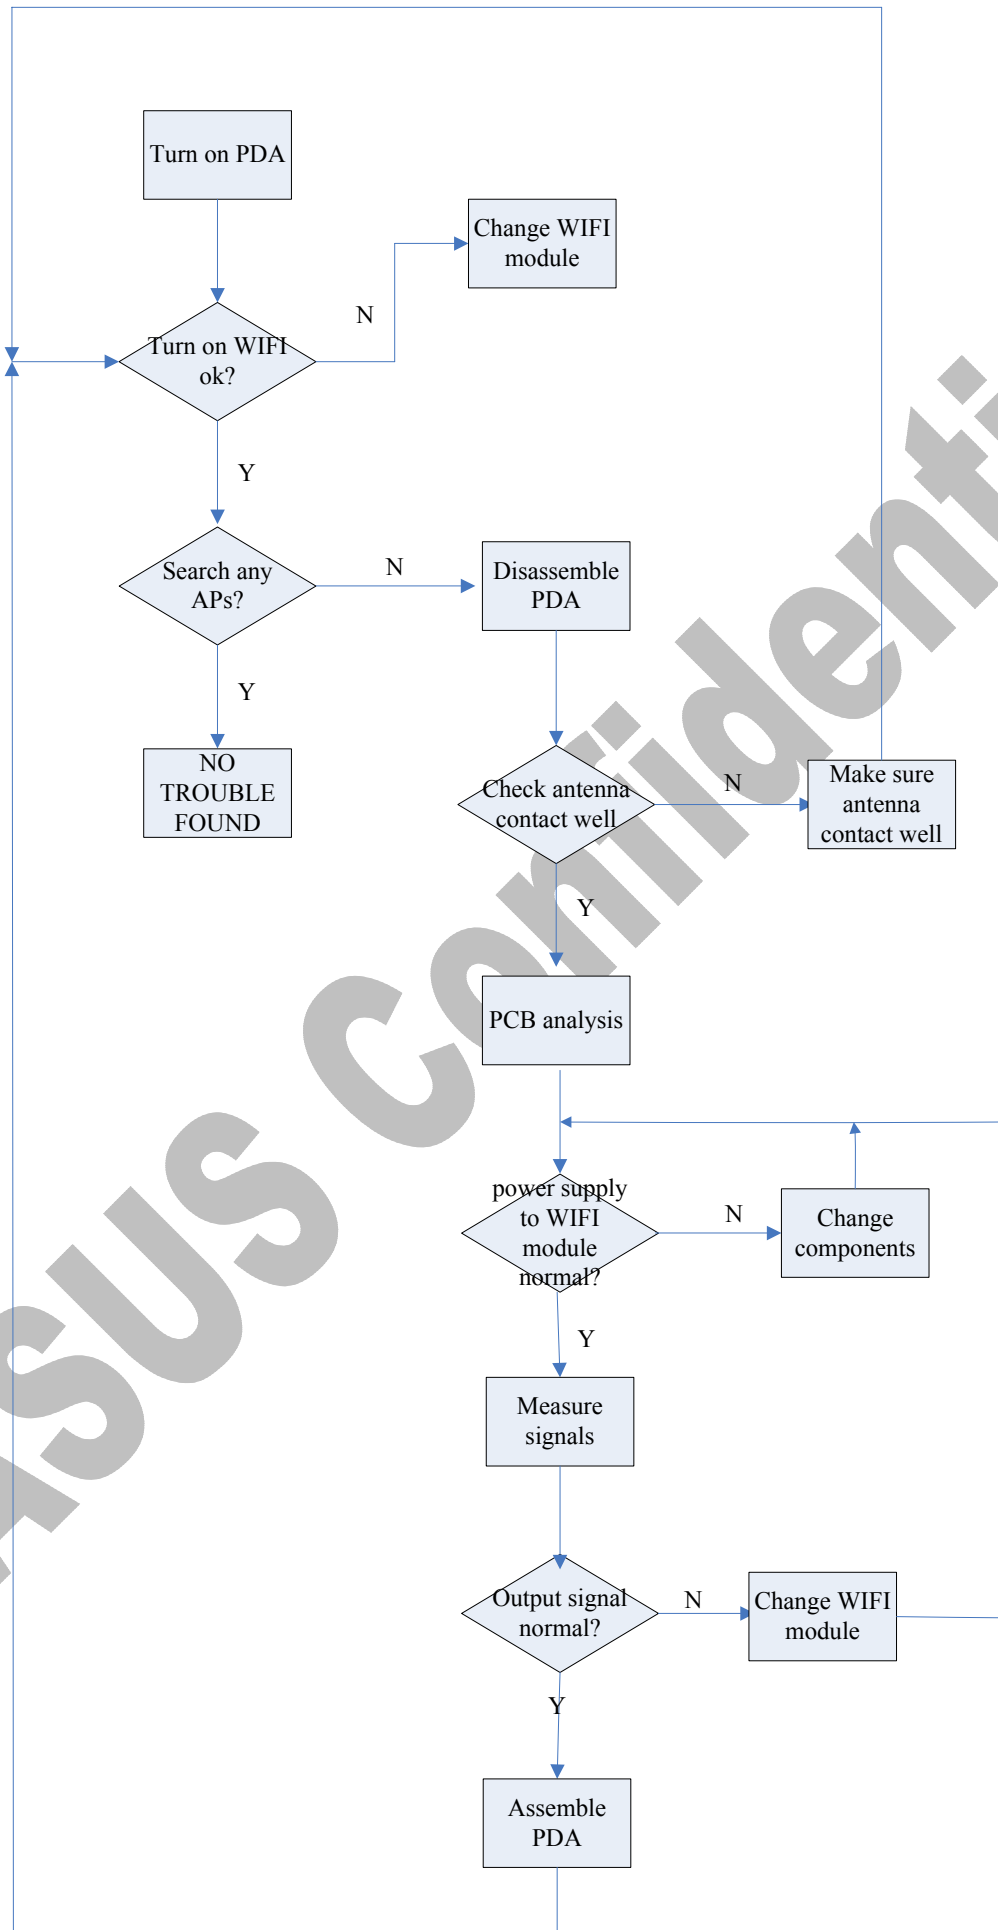 Turn on PDA
Change WIFI
module
N
Turn on WIFI
ok?
Y
Search any
APs?
N
Disassemble
PDA
Y
NO
TROUBLE
FOUND
Check antenna
contact well
N
Make sure
antenna
contact well
Y
PCB analysis
power supply
to WIFI
module
normal?
N
Change
components
Y
Measure
signals
Output signal
normal?
N
Change WIFI
module
Y
Assemble
PDA
ASUS Confidenti